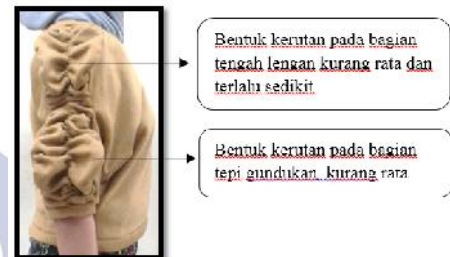 Bentuk kerutan pada bagian
tengah lengan kurang rata dan
terlalu sedikit
Bentuk kerutan pada bagian
tepi gundukan kurang rata